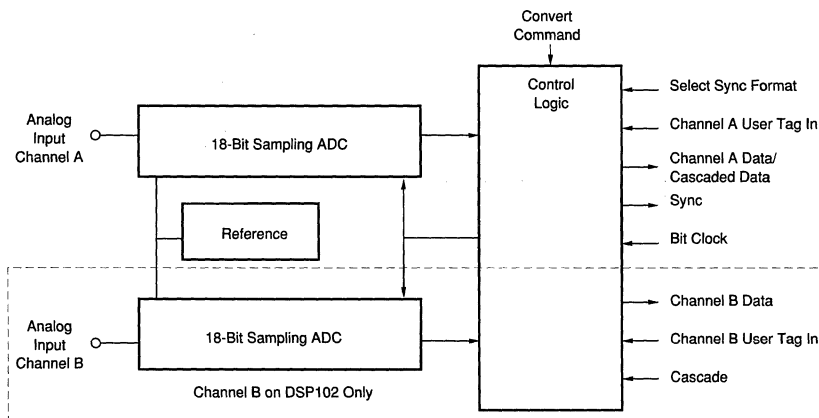 Convert
Command
Control
Logic
Select Sync Format
Analog
Input
Channel A
18-Bit Sampling ADC
Channel A User Tag In
Channel A Data/
Cascaded Data
Sync
Reference
Bit Clock
Analog
Input
Channel B
18-Bit Sampling ADC
Channel B Data
Channel B User Tag In
Cascade
Channel B on DSP102 Only